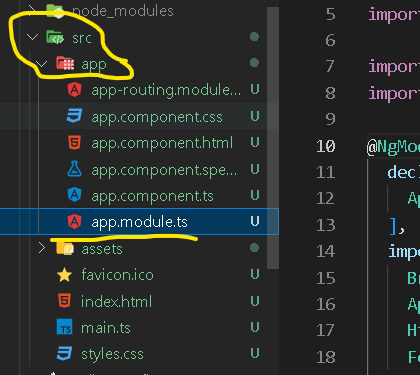 node_modules
src
app
app-routing.module...
app.component.css U
app.component.html U
app.component.spe... U
app.component.ts U
app.module.ts U
assets
favicon.ico U
index.html U
TS main.ts U
styles.css U
5 impor
6
7 impor
8 impor
9
10 @NgMod
11 decl
12 Ap
13 ],
14 impo
15 Br
16 Ap
17 Ht
18 Fo